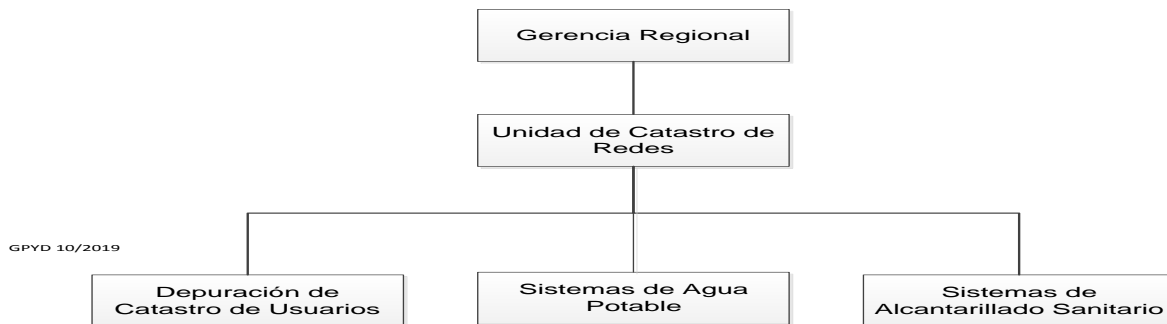 Gerencia Regional
Unidad de Catastro de
Redes
GPYD 10/2019
Depuración de
Catastro de Usuarios
Sistemas de Agua
Potable
Sistemas de
Alcantarillado Sanitario